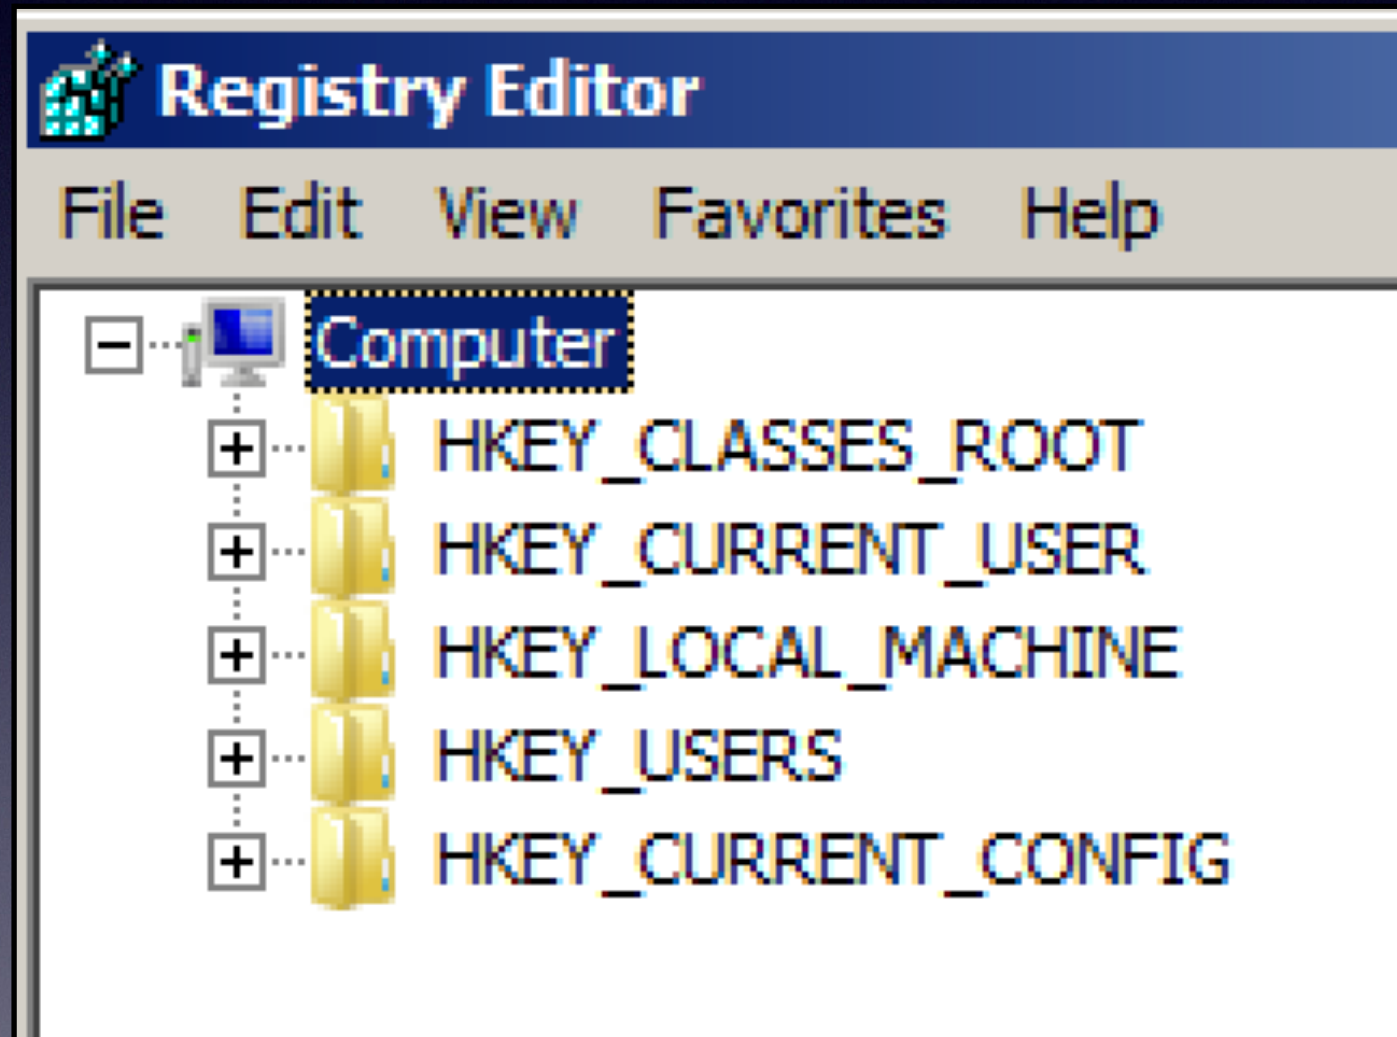 Registry Editor
File Edit View Favorites Help
Computer
HKEY_CLASSES_ROOT
HKEY_CURRENT_USER
HKEY_LOCAL_MACHINE
HKEY_USERS
HKEY_CURRENT_CONFIG